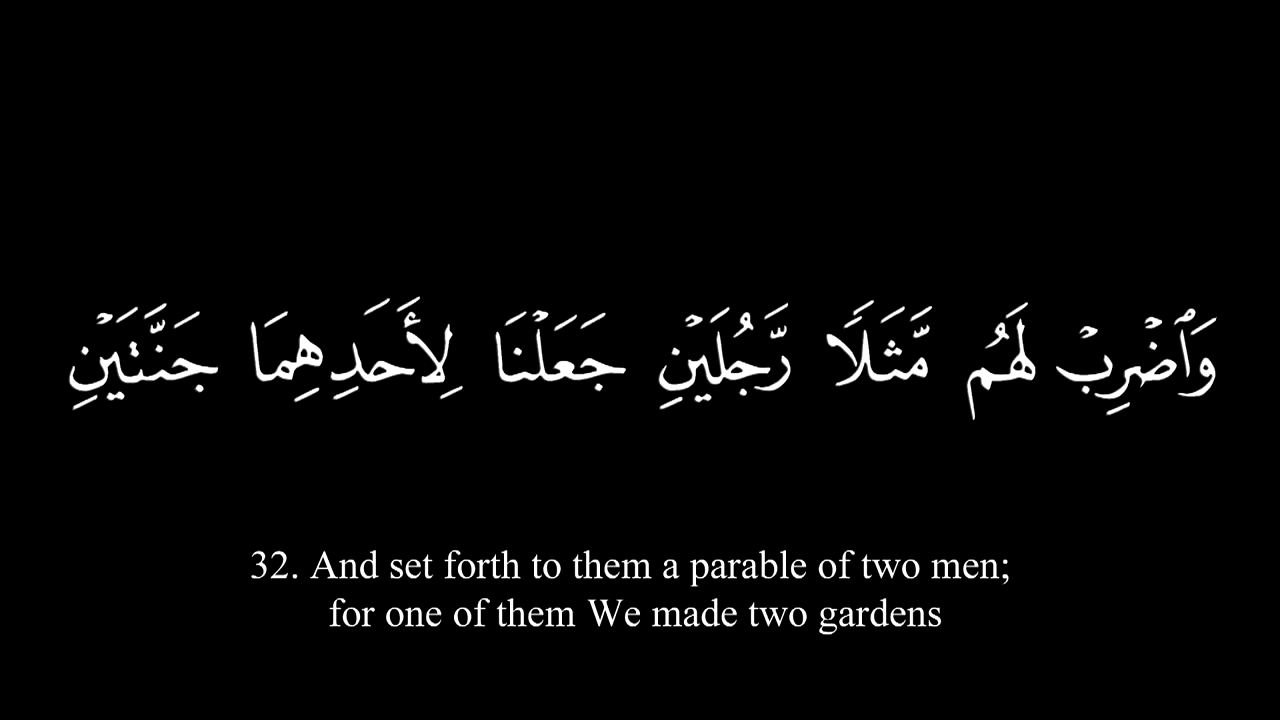 وَٱضۡرِبۡ لَهُم مَّثَلٗا رَّجُلَيۡنِ جَعَلۡنَا لِأَحَدِهِمَا جَنَّتَيۡنِ
32. And set forth to them a parable of two men;
for one of them We made two gardens